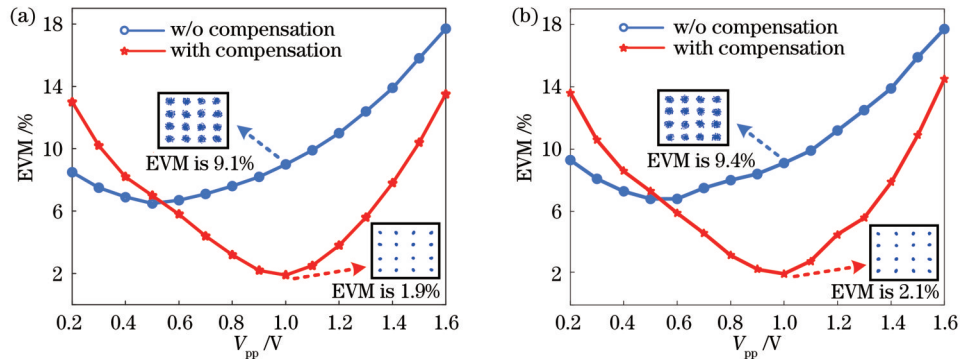 (a)
18
14
10
6
2
EVM /%
w/o compensation
with compensation
EVM is 9.1%
EVM is 1.9%
0.2 0.4 0.6 0.8 1.0 1.2 1.4 1.6
Vpp /V
(b)
18
14
10
6
2
EVM /%
w/o compensation
with compensation
EVM is 9.4%
EVM is 2.1%
0.2 0.4 0.6 0.8 1.0 1.2 1.4 1.6
Vpp /V